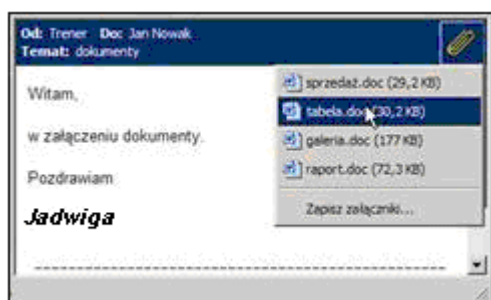 Od: Trener Do: Jan Nowak
Temat: dokumenty
Witam,
w załączeniu dokumenty.
Pozdrawiam
Jadwiga
sprzedaż.doc (29,2 KB)
tabela.doc (30,2 KB)
galeria.doc (177 KB)
raport.doc (72,3 KB)
Zapisz załączniki...